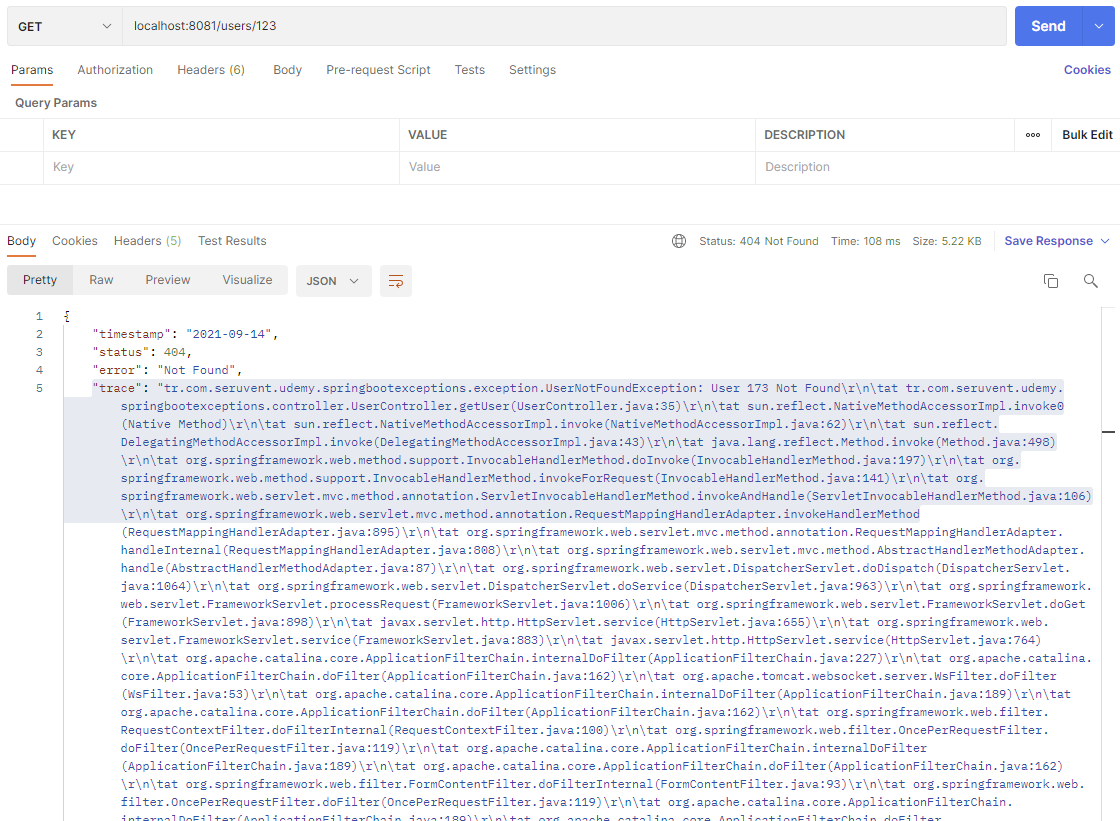 GET
localhost:8081/users/123
Send
Params Authorization Headers (6) Body Pre-request Script Tests Settings Cookies
Query Params
KEY VALUE DESCRIPTION ooo Bulk Edit
Key Value Description
Body Cookies Headers (5) Test Results Status: 404 Not Found Time: 108 ms Size: 5.22 KB Save Response
Pretty Raw Preview Visualize JSON
1 {
2 "timestamp": "2021-09-14",
3 "status": 404,
4 "error": "Not Found",
5 "trace": "tr.com.seruvent.udemy.springbootexceptions.exception.UserNotFoundException: User 173 Not Found\r\n\tat tr.com.seruvent.udemy.
springbootexceptions.controller.UserController.getUser(UserController.java:35)\r\n\tat sun.reflect.NativeMethodAccessorImpl.invoke0
(Native Method)\r\n\tat sun.reflect.NativeMethodAccessorImpl.invoke(NativeMethodAccessorImpl.java:62)\r\n\tat sun.reflect.
DelegatingMethodAccessorImpl.invoke(DelegatingMethodAccessorImpl.java:43)\r\n\tat java.lang.reflect.Method.invoke(Method.java:498)
\r\n\tat org.springframework.web.method.support.InvocableHandlerMethod.doInvoke(InvocableHandlerMethod.java:197)\r\n\tat org.
springframework.web.method.support.InvocableHandlerMethod.invokeForRequest(InvocableHandlerMethod.java:141)\r\n\tat org.
springframework.web.servlet.mvc.method.annotation.ServletInvocableHandlerMethod.invokeAndHandle(ServletInvocableHandlerMethod.java:106)
\r\n\tat org.springframework.web.servlet.mvc.method.annotation.RequestMappingHandlerAdapter.invokeHandlerMethod
(RequestMappingHandlerAdapter.java:895)\r\n\tat org.springframework.web.servlet.mvc.method.annotation.RequestMappingHandlerAdapter.
handleInternal(RequestMappingHandlerAdapter.java:808)\r\n\tat org.springframework.web.servlet.mvc.method.AbstractHandlerMethodAdapter.
handle(AbstractHandlerMethodAdapter.java:87)\r\n\tat org.springframework.web.servlet.DispatcherServlet.doDispatch(DispatcherServlet.
java:1064)\r\n\tat org.springframework.web.servlet.DispatcherServlet.doService(DispatcherServlet.java:963)\r\n\tat org.springframework.
web.servlet.FrameworkServlet.processRequest(FrameworkServlet.java:1006)\r\n\tat org.springframework.web.servlet.FrameworkServlet.doGet
(FrameworkServlet.java:898)\r\n\tat javax.servlet.http.HttpServlet.service(HttpServlet.java:655)\r\n\tat org.springframework.web.
servlet.FrameworkServlet.service(FrameworkServlet.java:883)\r\n\tat javax.servlet.http.HttpServlet.service(HttpServlet.java:764)
\r\n\tat org.apache.catalina.core.ApplicationFilterChain.internalDoFilter(ApplicationFilterChain.java:227)\r\n\tat org.apache.catalina.
core.ApplicationFilterChain.doFilter(ApplicationFilterChain.java:162)\r\n\tat org.apache.tomcat.websocket.server.WsFilter.doFilter
(WsFilter.java:53)\r\n\tat org.apache.catalina.core.ApplicationFilterChain.internalDoFilter(ApplicationFilterChain.java:189)\r\n\tat
org.apache.catalina.core.ApplicationFilterChain.doFilter(ApplicationFilterChain.java:162)\r\n\tat org.springframework.web.filter.
RequestContextFilter.doFilterInternal(RequestContextFilter.java:100)\r\n\tat org.springframework.web.filter.OncePerRequestFilter.
doFilter(OncePerRequestFilter.java:119)\r\n\tat org.apache.catalina.core.ApplicationFilterChain.internalDoFilter
(ApplicationFilterChain.java:189)\r\n\tat org.apache.catalina.core.ApplicationFilterChain.doFilter(ApplicationFilterChain.java:162)
\r\n\tat org.springframework.web.filter.FormContentFilter.doFilterInternal(FormContentFilter.java:93)\r\n\tat org.springframework.web.
filter.OncePerRequestFilter.doFilter(OncePerRequestFilter.java:119)\r\n\tat org.apache.catalina.core.ApplicationFilterChain.
internalDoFilter(ApplicationFilterChain.java:189)\r\n\tat org.apache.catalina.core.ApplicationFilterChain.doFilter